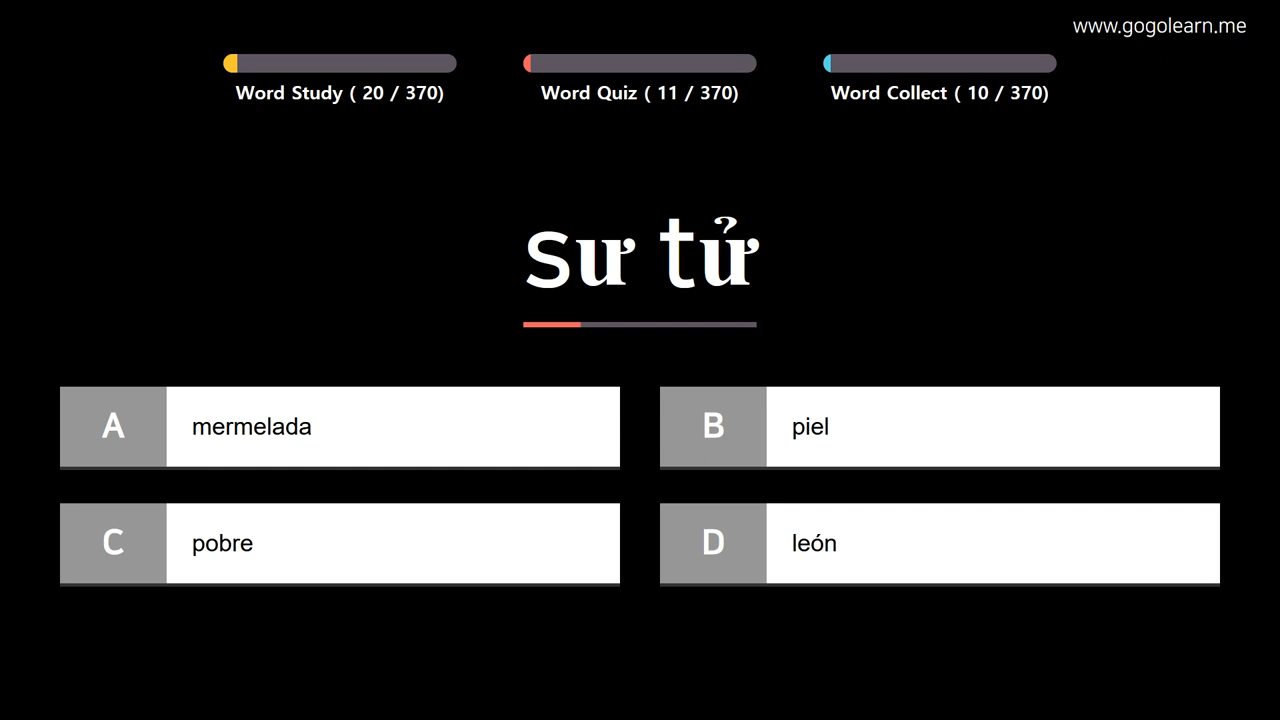 www.gogolearn.me
Word Study ( 20 / 370)
Word Quiz ( 11 / 370)
Word Collect ( 10 / 370)
sư tử
A mermelada
B piel
C pobre
D león